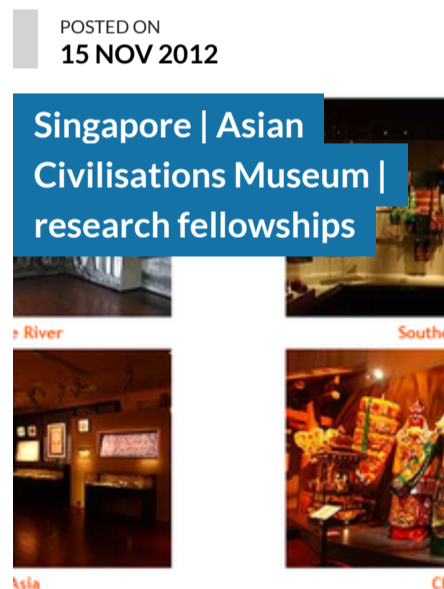 POSTED ON
15 NOV 2012
Singapore | Asian
Civilisations Museum |
research fellowships
River
Asia